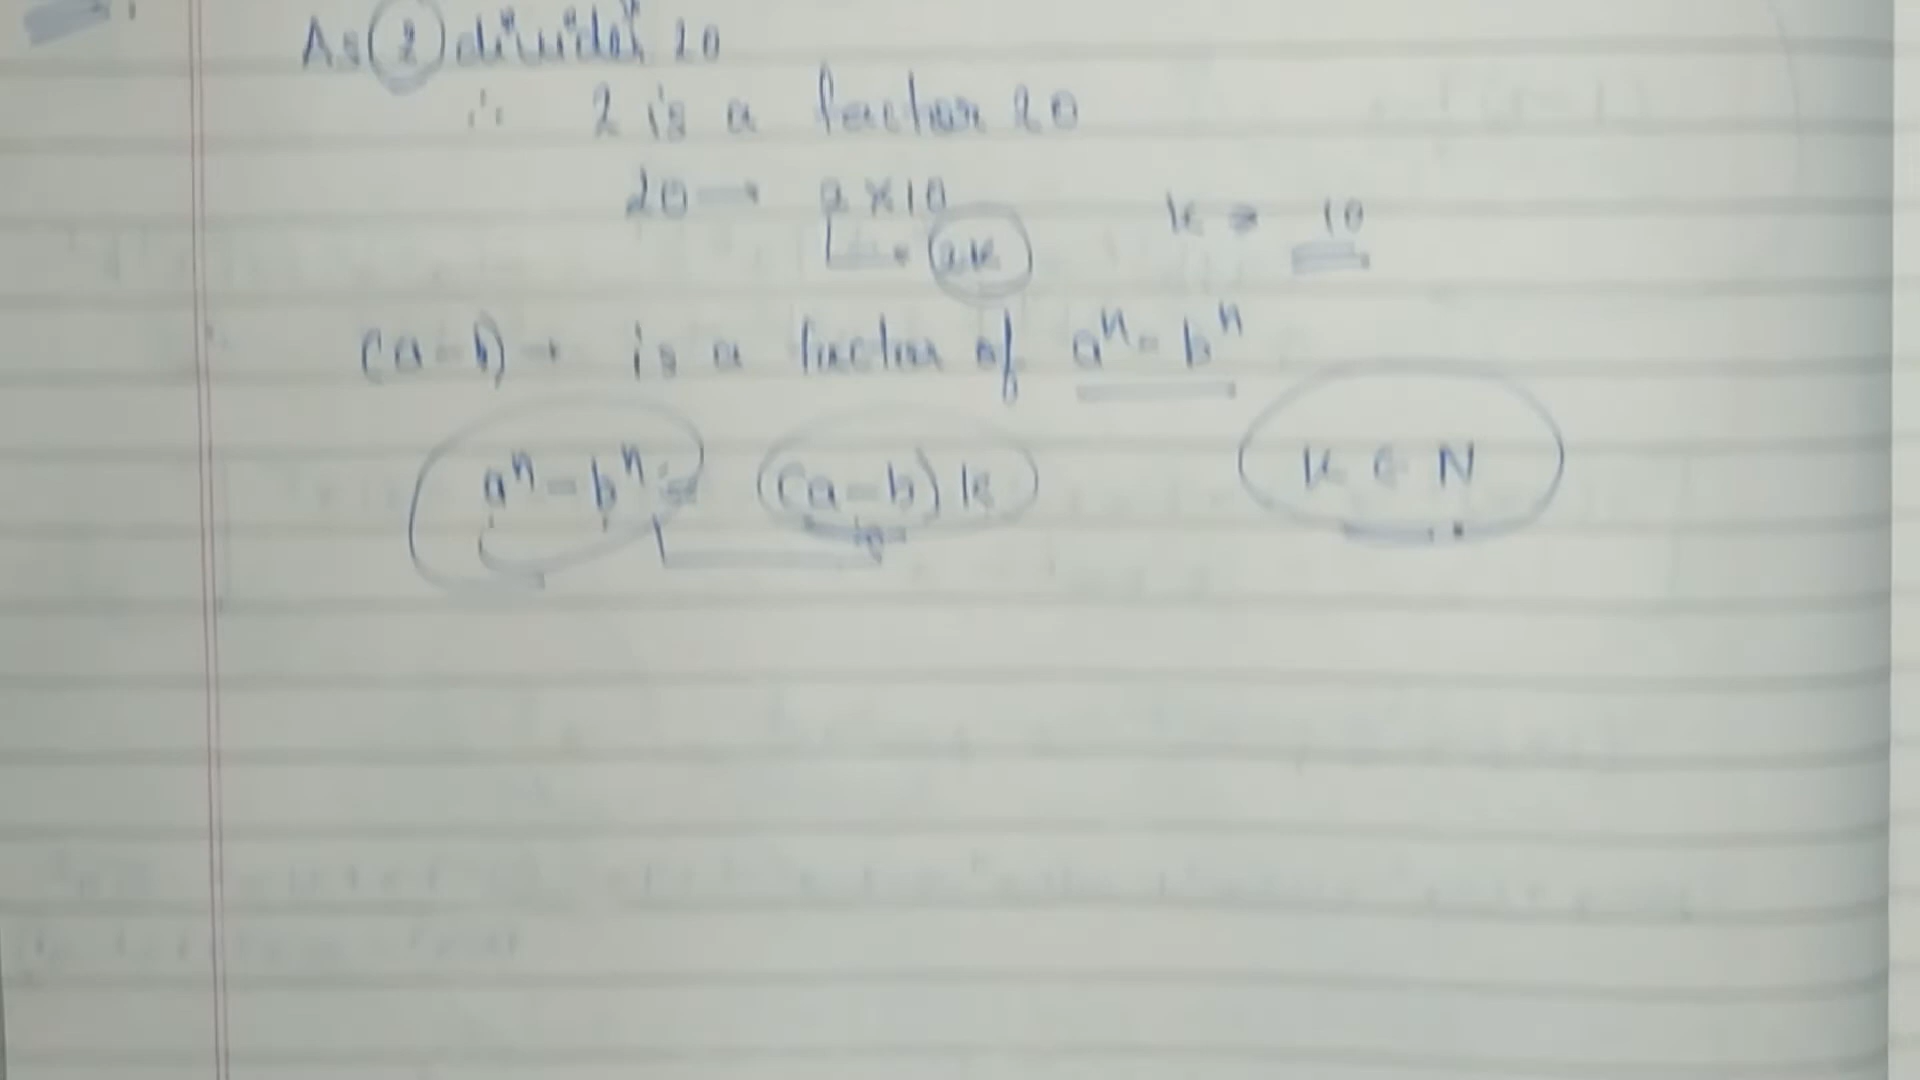 As 2 divides 20
∴ 2 is a factor 20
20 → 2 × 10
2k
k = 10
(a - b) → is a factor of aⁿ - bⁿ
aⁿ - bⁿ = (a - b) k
k ∈ N